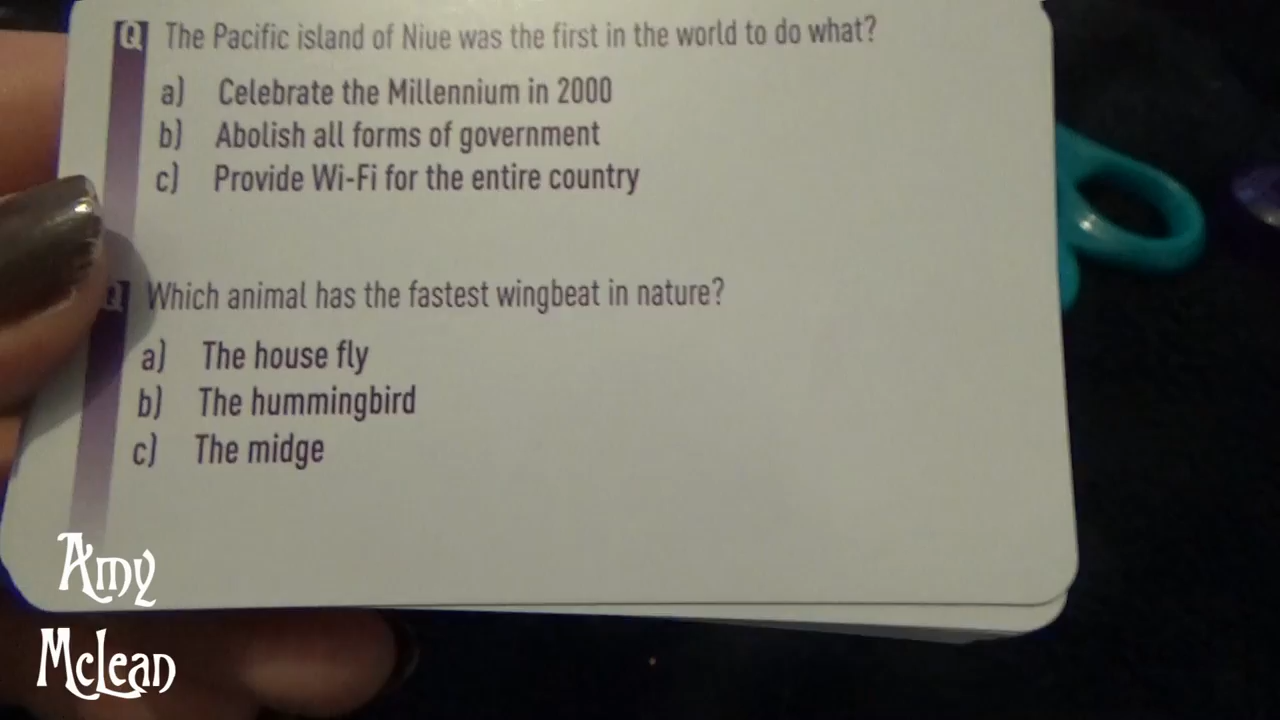 Q The Pacific island of Niue was the first in the world to do what?
a) Celebrate the Millennium in 2000
b) Abolish all forms of government
c) Provide Wi-Fi for the entire country
Q Which animal has the fastest wingbeat in nature?
a) The house fly
b) The hummingbird
c) The midge
Amy
McLean